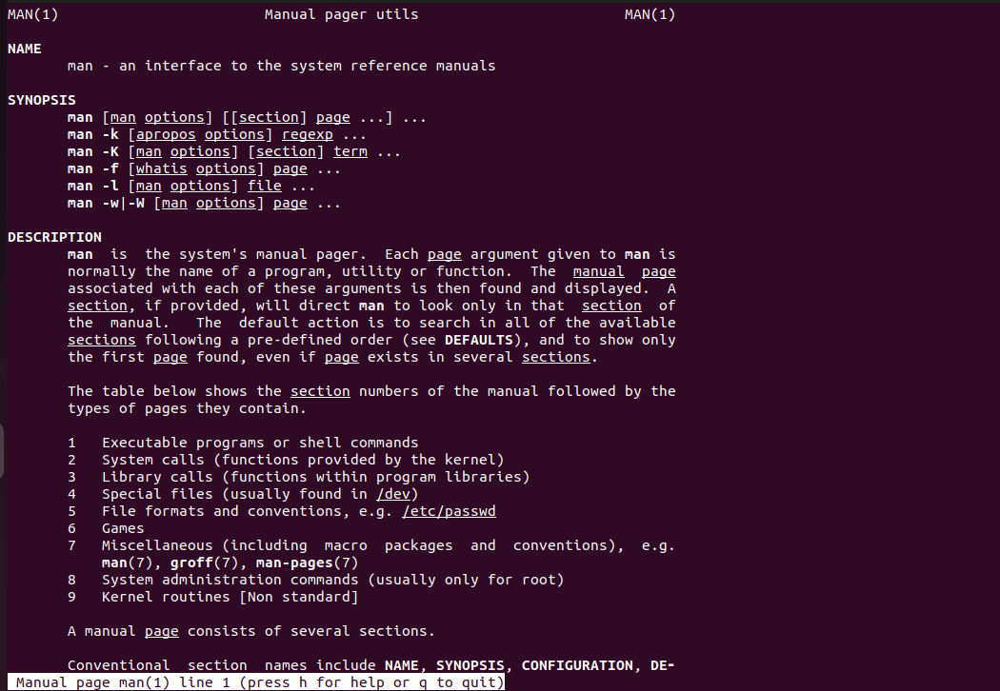 MAN(1)                        Manual pager utils                        MAN(1)
NAME
       man - an interface to the system reference manuals
SYNOPSIS
       man [man options] [[section] page ...] ...
       man -k [apropos options] regexp ...
       man -K [man options] [section] term ...
       man -f [whatis options] page ...
       man -l [man options] file ...
       man -w|-W [man options] page ...
DESCRIPTION
       man  is  the system's manual pager.  Each page argument given to man is
       normally the name of a program, utility or function.  The  manual  page
       associated with each of these arguments is then found and displayed.  A
       section, if provided, will direct man to look only in that  section  of
       the  manual.   The  default action is to search in all of the available
       sections following a pre-defined order (see DEFAULTS), and to show only
       the first page found, even if page exists in several sections.
       The table below shows the section numbers of the manual followed by the
       types of pages they contain.
       1   Executable programs or shell commands
       2   System calls (functions provided by the kernel)
       3   Library calls (functions within program libraries)
       4   Special files (usually found in /dev)
       5   File formats and conventions, e.g. /etc/passwd
       6   Games
       7   Miscellaneous (including  macro  packages  and  conventions),  e.g.
           man(7), groff(7), man-pages(7)
       8   System administration commands (usually only for root)
       9   Kernel routines [Non standard]
       A manual page consists of several sections.
       Conventional  section  names include NAME, SYNOPSIS, CONFIGURATION, DE-
 Manual page man(1) line 1 (press h for help or q to quit)